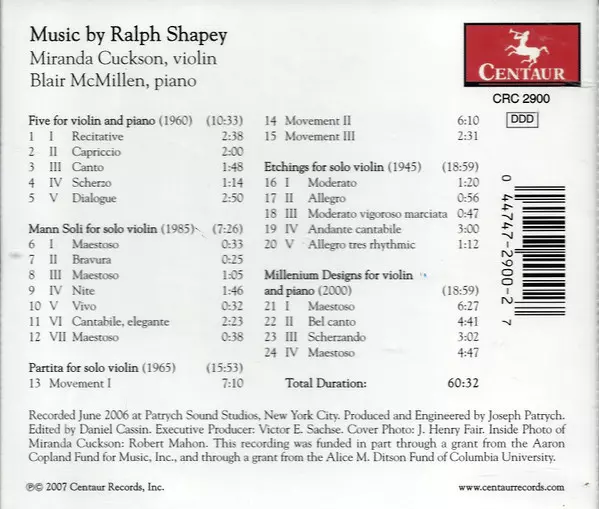 Music by Ralph Shapey
Miranda Cuckson, violin
Blair McMillen, piano
CENTAUR
CRC 2900
DDD
Five for violin and piano (1960) (10:33)
1 I Recitative 2:38
2 II Capriccio 2:00
3 III Canto 1:48
4 IV Scherzo 1:14
5 V Dialogue 2:50
Mann Soli for solo violin (1985) (7:26)
6 I Maestoso 0:33
7 II Bravura 0:25
8 III Maestoso 1:05
9 IV Nite 1:46
10 V Vivo 0:32
11 VI Cantabile, elegante 2:23
12 VII Maestoso 0:38
Partita for solo violin (1965) (15:53)
13 Movement I 7:10
14 Movement II 6:10
15 Movement III 2:31
Etchings for solo violin (1945) (18:59)
16 I Moderato 1:20
17 II Allegro 0:56
18 III Moderato vigoroso marciata 0:47
19 IV Andante cantabile 3:00
20 V Allegro tres rhythmic 1:12
Millenium Designs for violin
and piano (2000) (18:59)
21 I Maestoso 6:27
22 II Bel canto 4:41
23 III Scherzando 3:02
24 IV Maestoso 4:47
Total Duration: 60:32
0 44747-2900-2 7
Recorded June 2006 at Patrych Sound Studios, New York City. Produced and Engineered by Joseph Patrych.
Edited by Daniel Cassin. Executive Producer: Victor E. Sachse. Cover Photo: J. Henry Fair. Inside Photo of
Miranda Cuckson: Robert Mahon. This recording was funded in part through a grant from the Aaron
Copland Fund for Music, Inc., and through a grant from the Alice M. Ditson Fund of Columbia University.
℗© 2007 Centaur Records, Inc.
www.centaurrecords.com